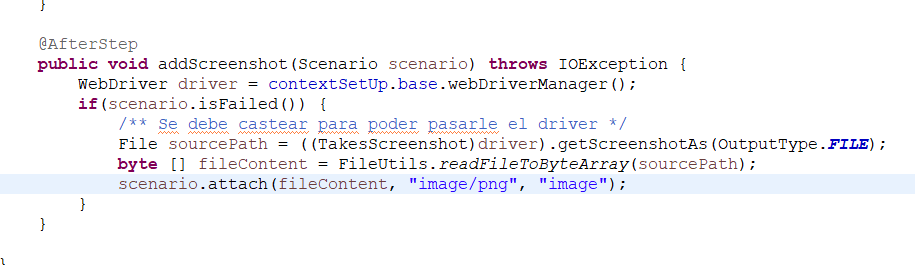 }
@AfterStep
public void addScreenshot(Scenario scenario) throws IOException {
WebDriver driver = contextSetUp.base.webDriverManager();
if(scenario.isFailed()) {
/** Se debe castear para poder pasarle el driver */
File sourcePath = ((TakesScreenshot)driver).getScreenshotAs(OutputType.FILE);
byte [] fileContent = FileUtils.readFileToByteArray(sourcePath);
scenario.attach(fileContent, "image/png", "image");
}
}
}